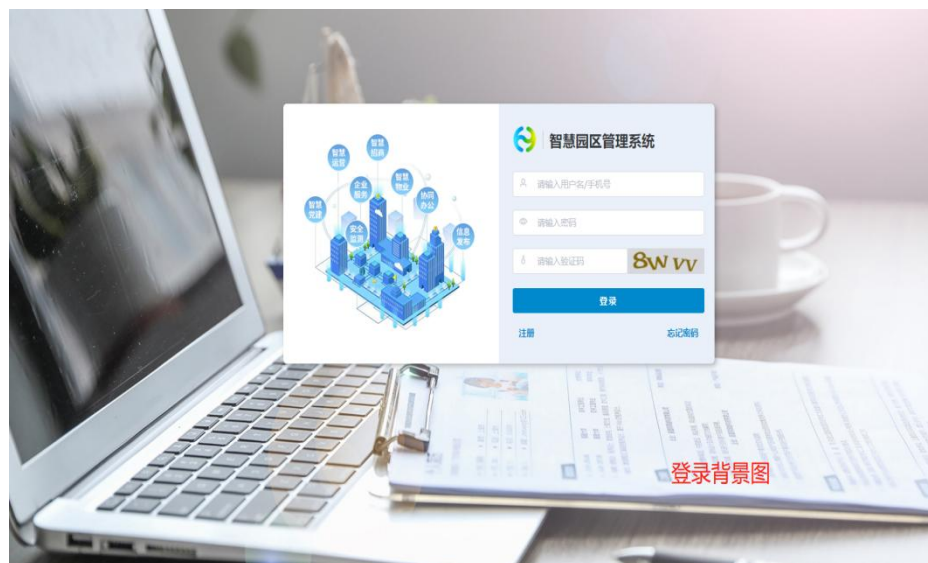 智慧园区管理系统
智慧
招商
智慧
运营
企业
服务
智慧
物业
协同
办公
智慧
党建
安全
监测
信息
发布
请输入用户名/手机号
请输入密码
请输入验证码
8W VV
登录
注册
忘记密码
登录背景图